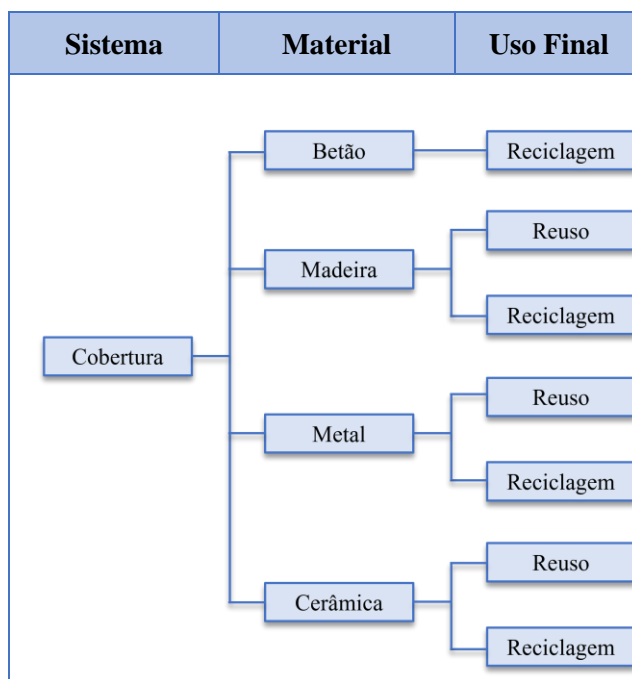 Sistema
Material
Uso Final
Betão
Reciclagem
Reuso
Madeira
Reciclagem
Cobertura
Reuso
Metal
Reciclagem
Reuso
Cerâmica
Reciclagem